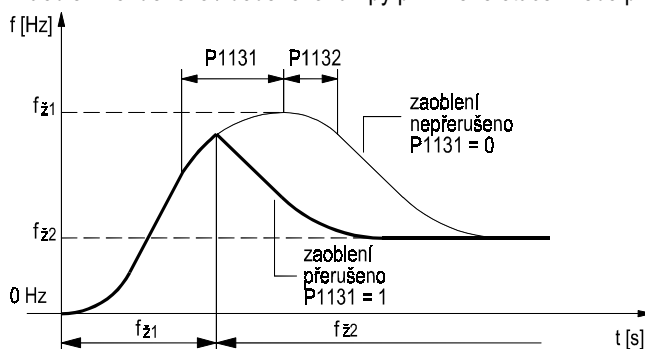 f [Hz]
P1131
P1132
fž1
zaoblení
nepřerušeno
P1131 = 0
fž2
zaoblení
přerušeno
P1131 = 1
0 Hz
fž1
fž2
t [s]